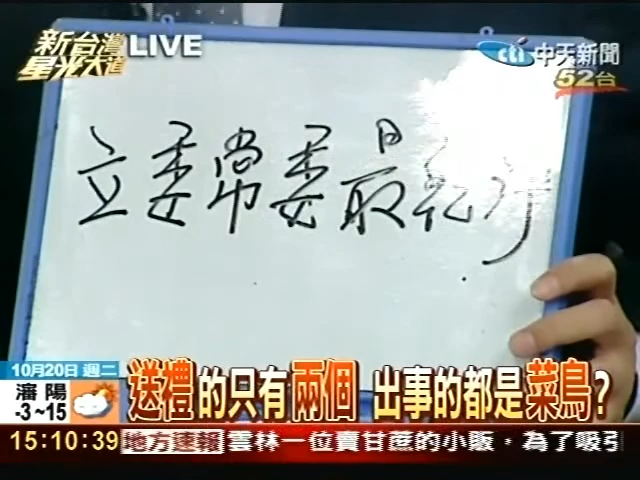 新台灣
星光大道
LIVE
cti 中天新聞
52台
立委常委最
10月20日 週二
瀋陽
-3~15
送禮的只有兩個 出事的都是菜鳥?
15:10:39 地方速報 雲林一位賣甘蔗的小販，為了吸引